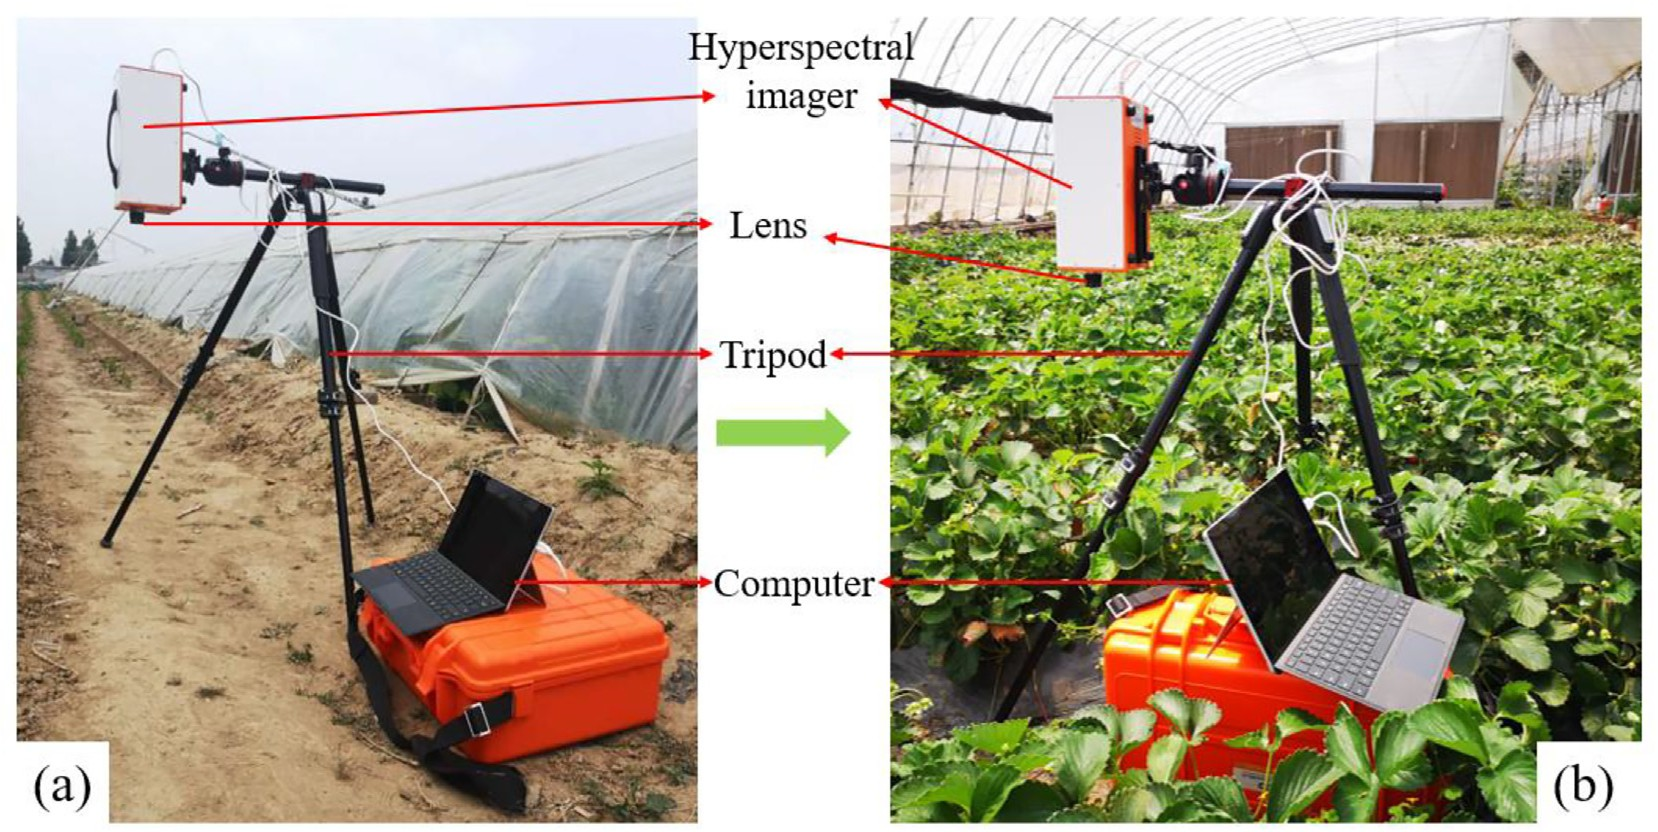 Hyperspectral
imager
Lens
Tripod
Computer
(a)
(b)